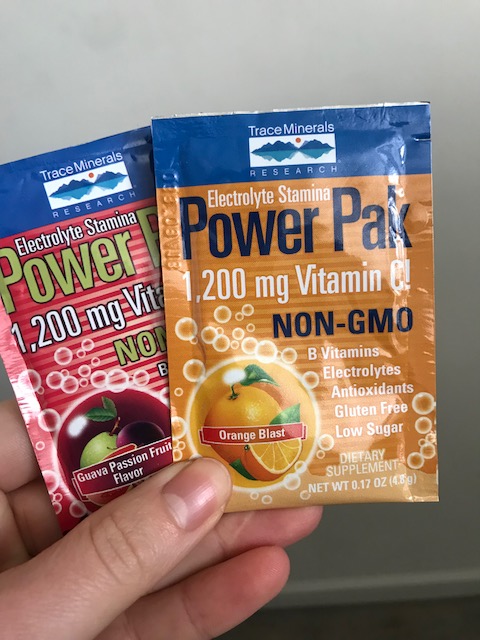 Trace Minerals
RESEARCH
Electrolyte Stamina
Power
1,200 mg
Guava Passion Fruit
Flavor
Trace Minerals
RESEARCH
Electrolyte Stamina
Power Pak
1,200 mg Vitamin C!
NON-GMO
B Vitamins
Electrolytes
Antioxidants
Gluten Free
Low Sugar
Orange Blast
DIETARY
SUPPLEMENT
NET WT 0.17 OZ (4.8g)